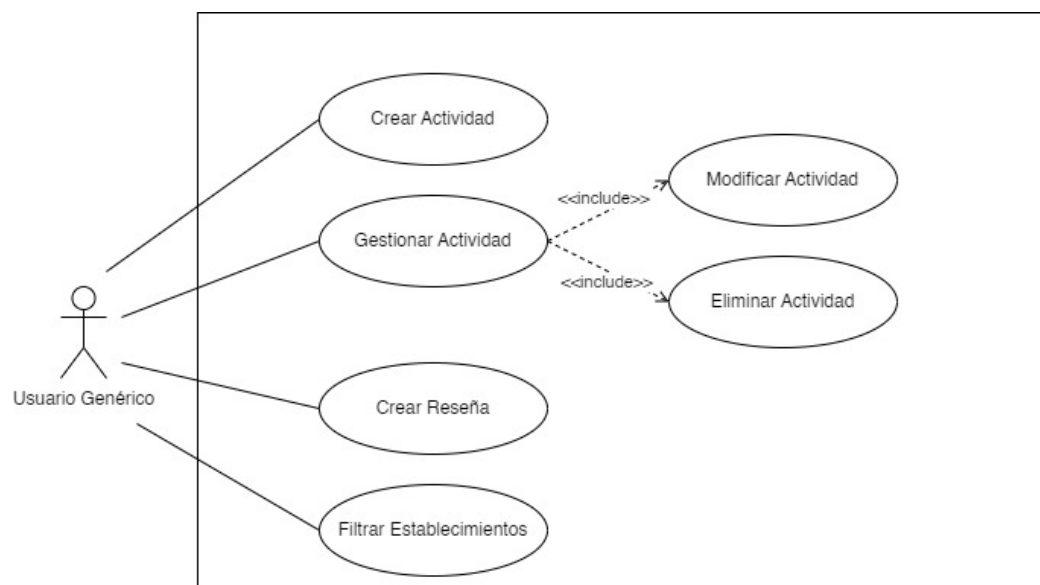 Crear Actividad
Modificar Actividad
<<include>>
Gestionar Actividad
<<include>>
Eliminar Actividad
Usuario Genérico
Crear Reseña
Filtrar Establecimientos